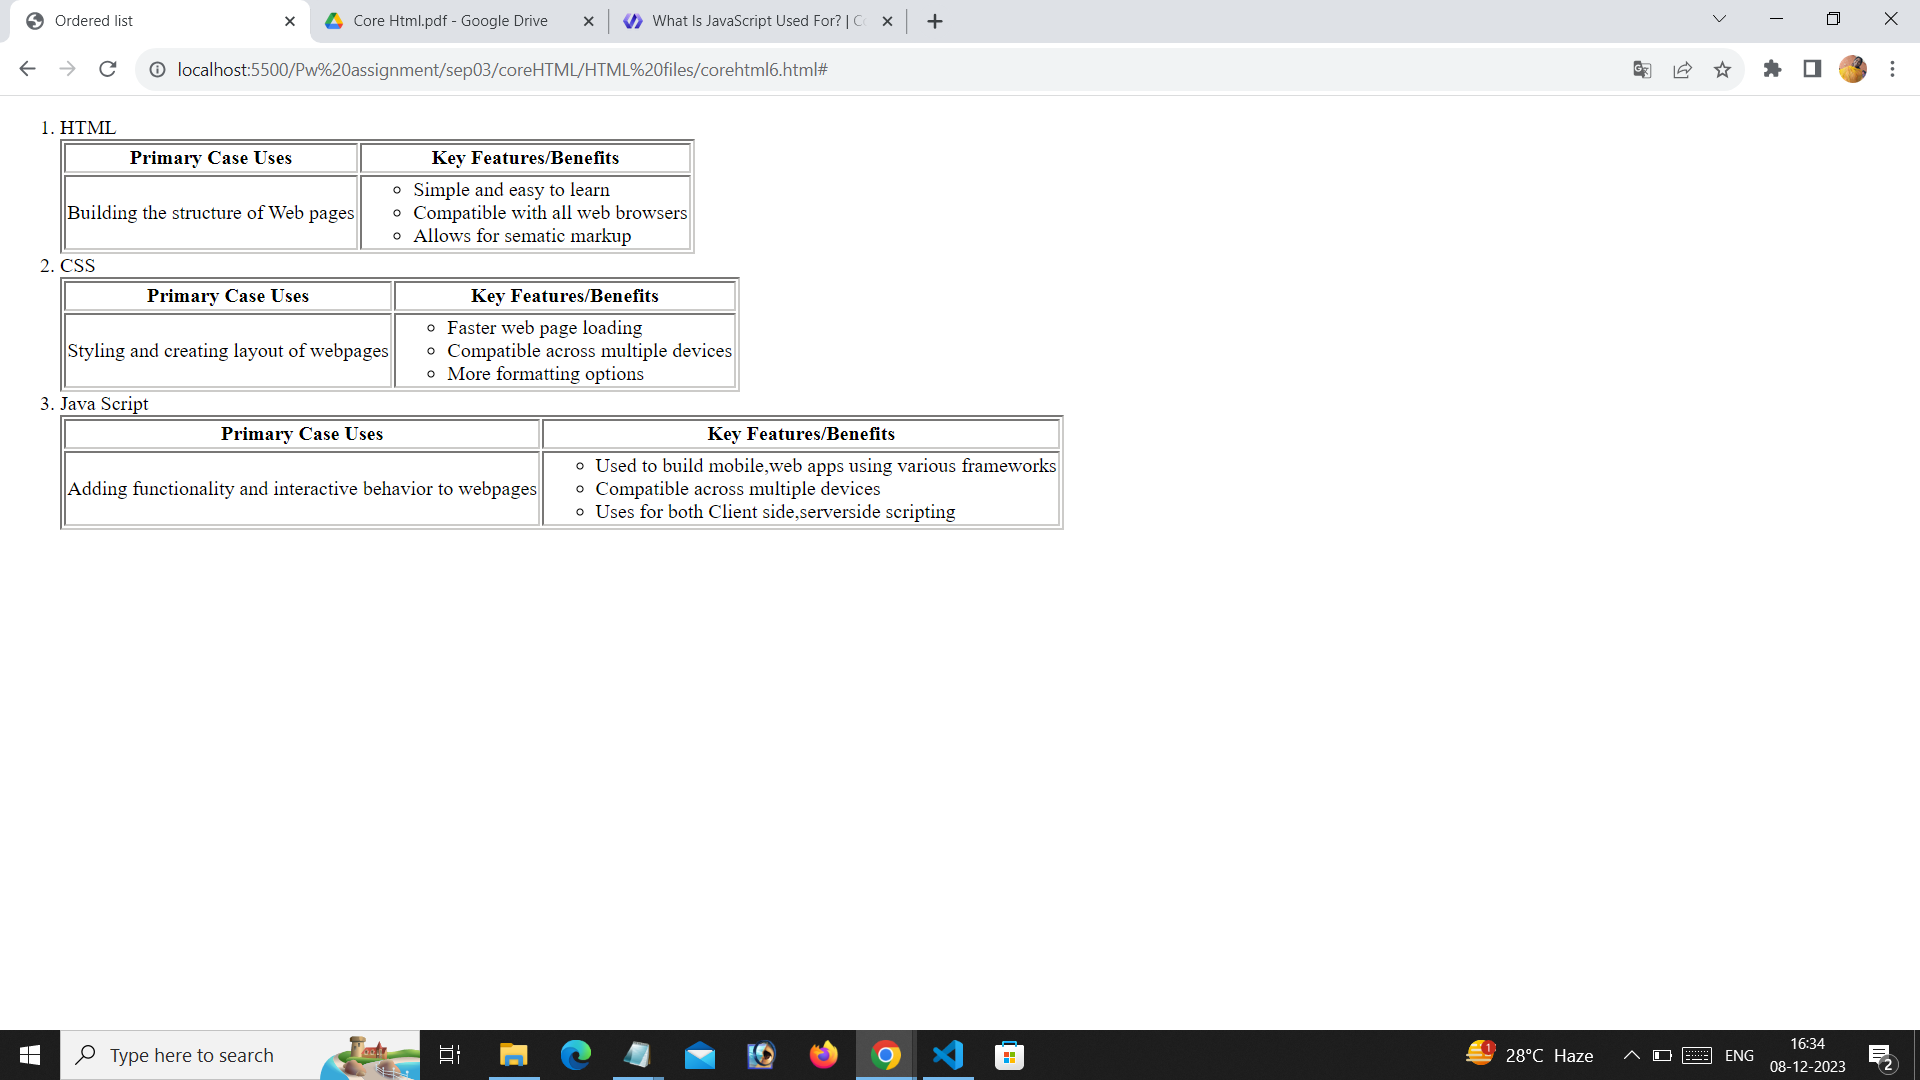 Ordered list
Core Html.pdf - Google Drive
What Is JavaScript Used For? | Co
localhost:5500/Pw%20assignment/sep03/coreHTML/HTML%20files/corehtml6.html#
1. HTML
Primary Case Uses Key Features/Benefits
Building the structure of Web pages
Simple and easy to learn
Compatible with all web browsers
Allows for sematic markup
2. CSS
Primary Case Uses Key Features/Benefits
Styling and creating layout of webpages
Faster web page loading
Compatible across multiple devices
More formatting options
3. Java Script
Primary Case Uses Key Features/Benefits
Adding functionality and interactive behavior to webpages
Used to build mobile,web apps using various frameworks
Compatible across multiple devices
Uses for both Client side,serverside scripting
Type here to search
1
28°C Haze
ENG
16:34
08-12-2023
2